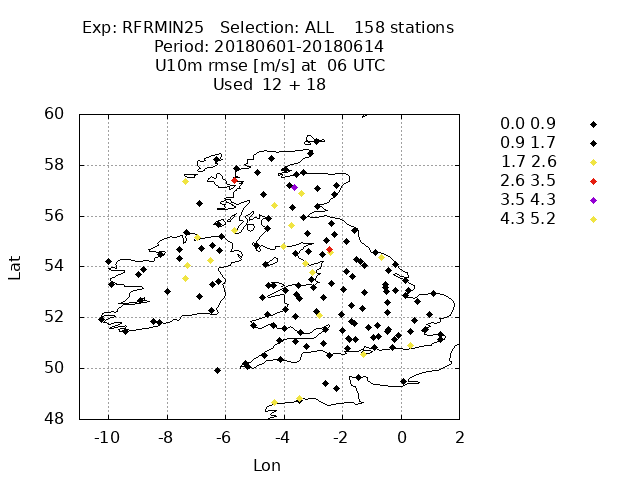 Exp: RFRMIN25 Selection: ALL 158 stations
Period: 20180601-20180614
U10m rmse [m/s] at 06 UTC
Used 12 + 18
60
58
56
54
52
50
48
Lat
-10 -8 -6 -4 -2 0 2
Lon
0.0 0.9
0.9 1.7
1.7 2.6
2.6 3.5
3.5 4.3
4.3 5.2